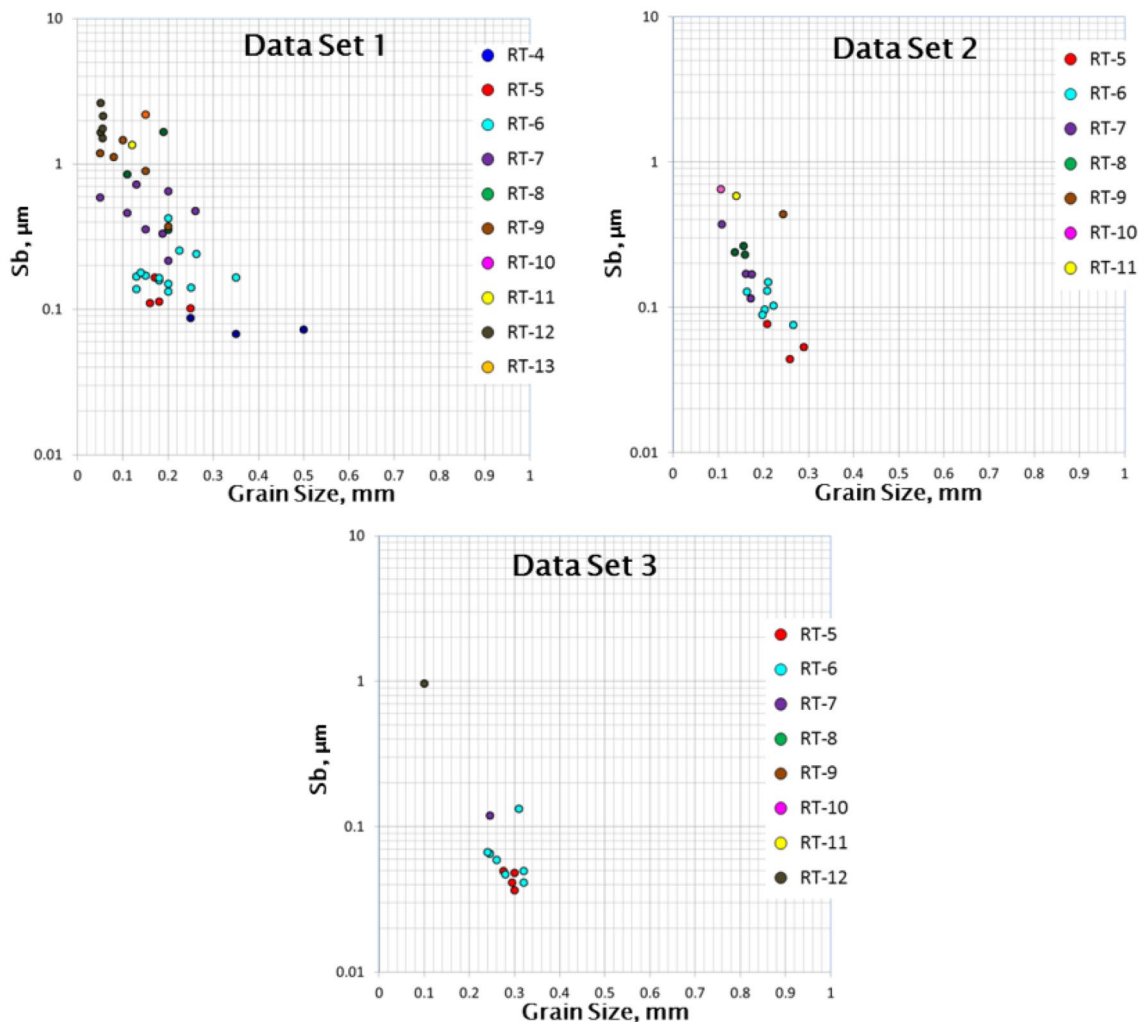 Data Set 1
10
1
0.1
0.01
Sb, µm
0 0.1 0.2 0.3 0.4 0.5 0.6 0.7 0.8 0.9 1
Grain Size, mm
RT-4
RT-5
RT-6
RT-7
RT-8
RT-9
RT-10
RT-11
RT-12
RT-13
Data Set 2
10
1
0.1
0.01
Sb, µm
0 0.1 0.2 0.3 0.4 0.5 0.6 0.7 0.8 0.9 1
Grain Size, mm
RT-5
RT-6
RT-7
RT-8
RT-9
RT-10
RT-11
Data Set 3
10
1
0.1
0.01
Sb, µm
0 0.1 0.2 0.3 0.4 0.5 0.6 0.7 0.8 0.9 1
Grain Size, mm
RT-5
RT-6
RT-7
RT-8
RT-9
RT-10
RT-11
RT-12